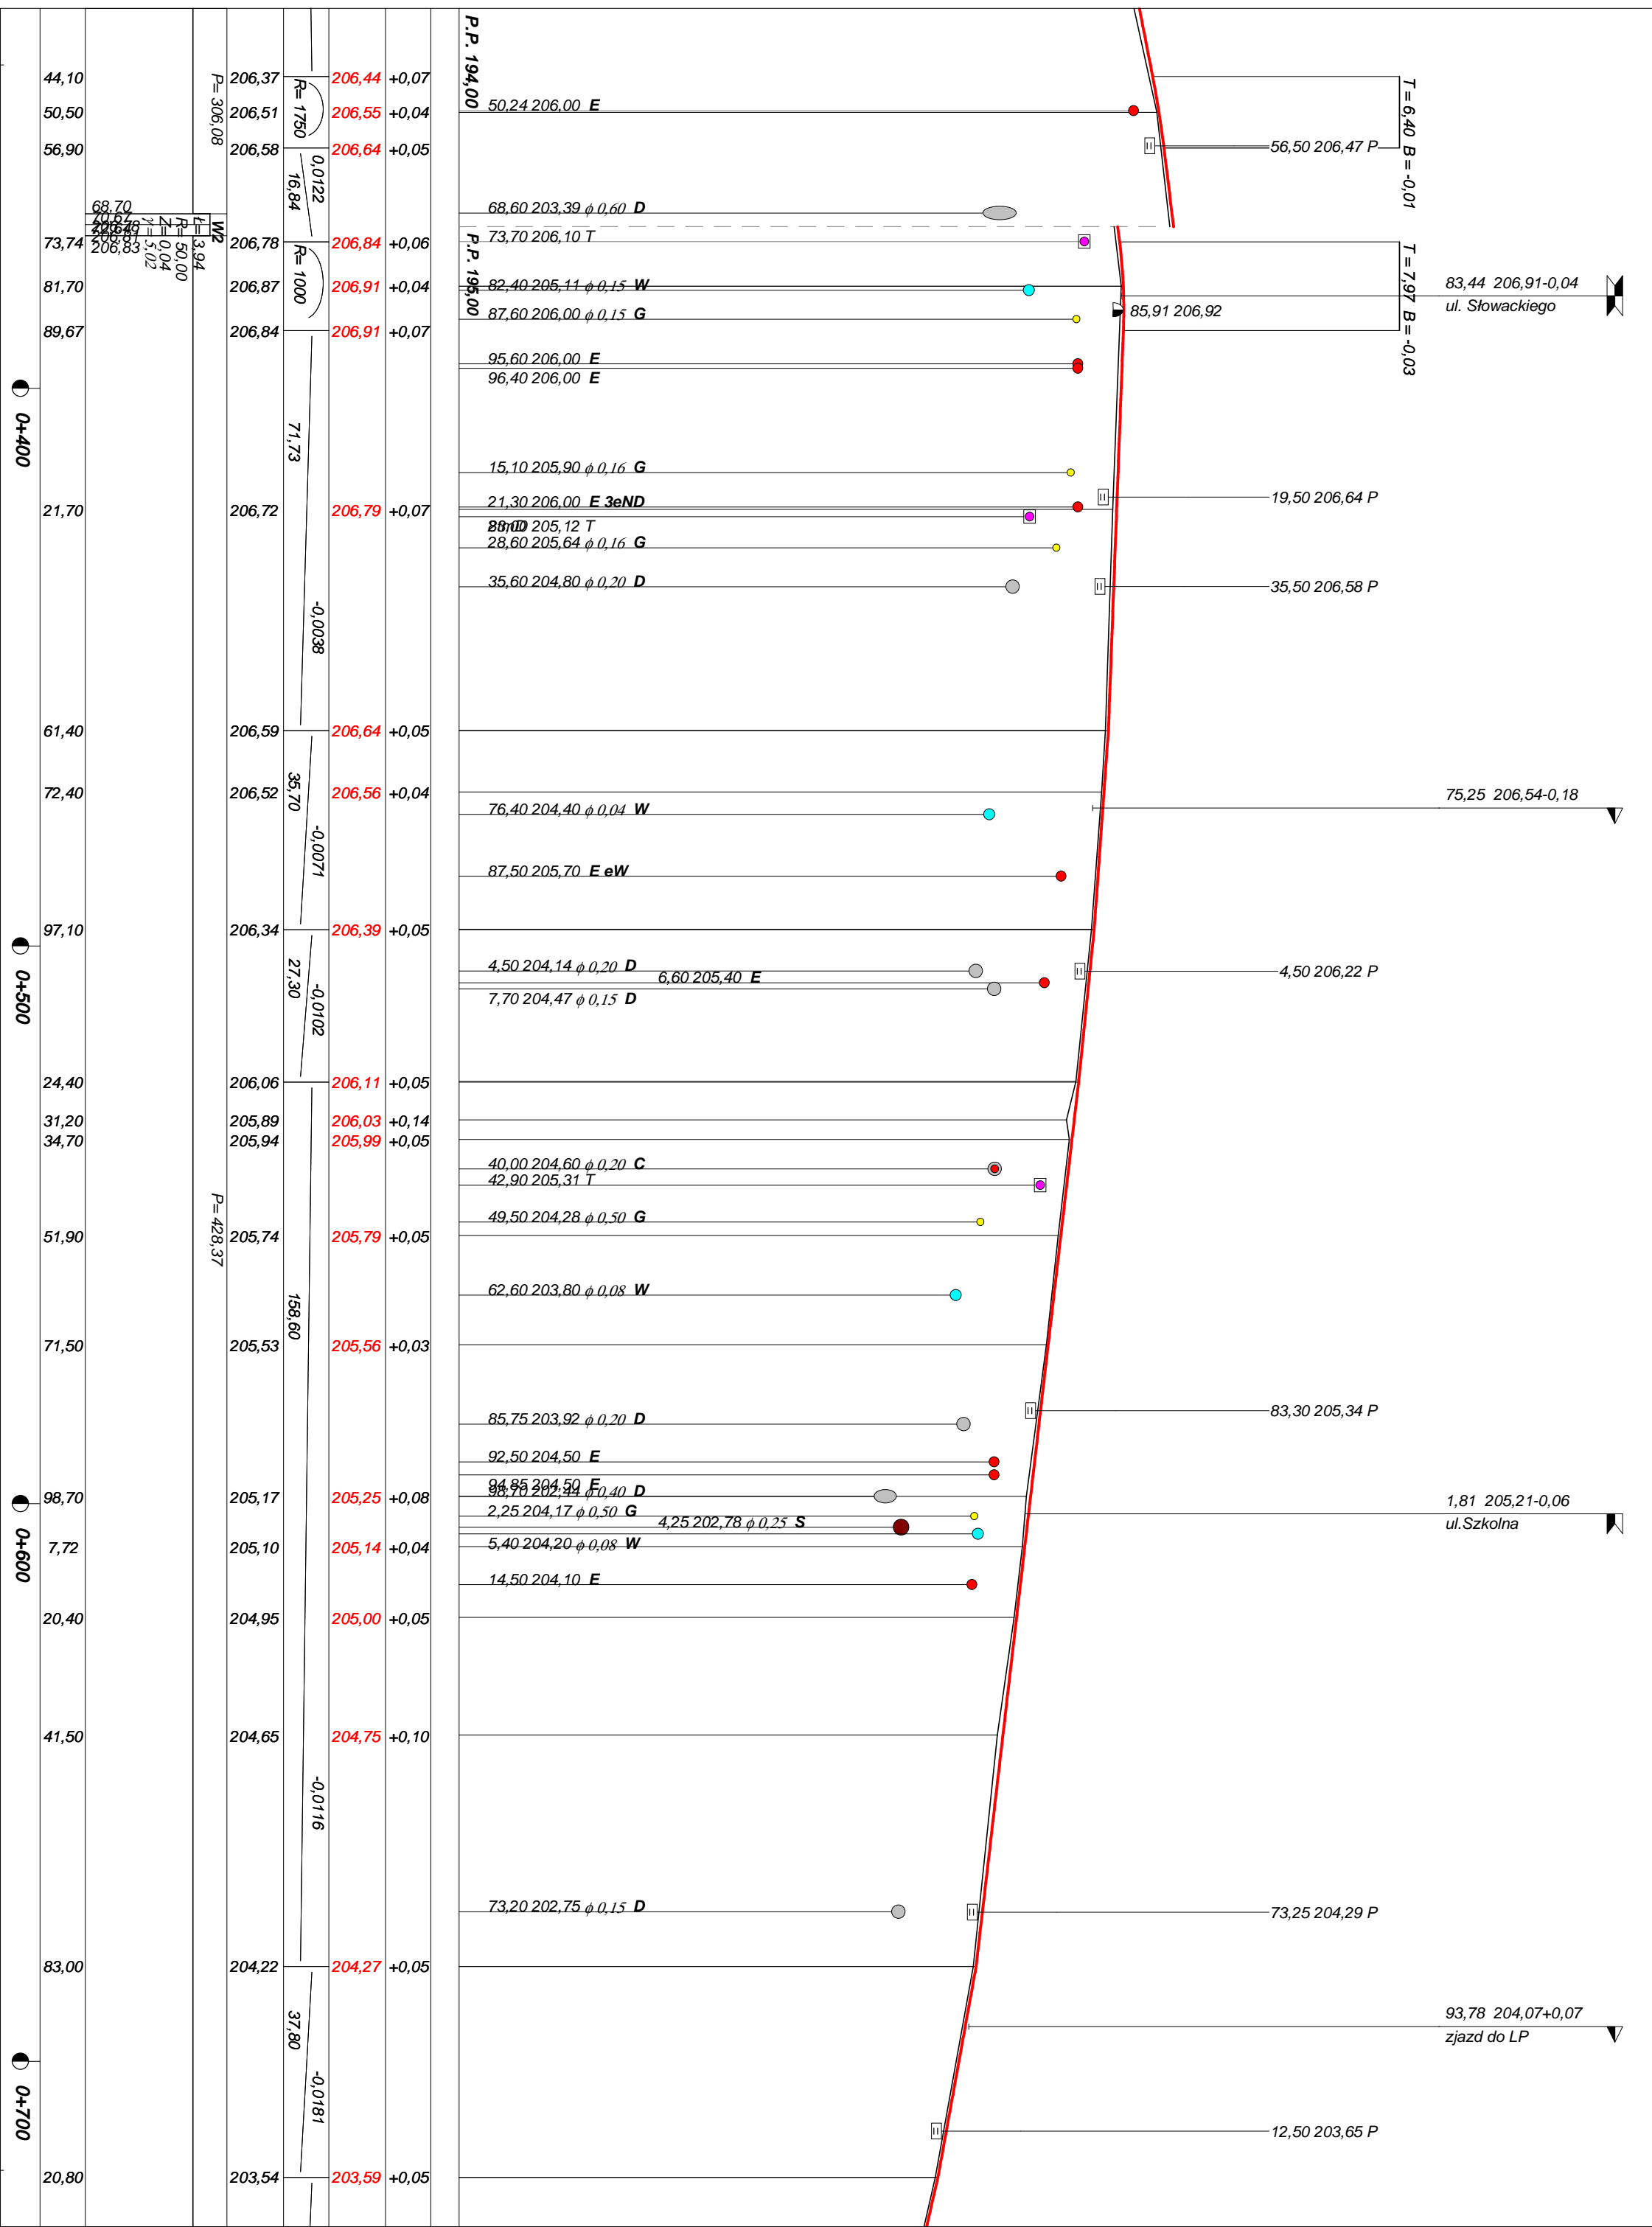 P.P. 194,00
44,10 206,37 206,44 +0,07
P= 306,08
R= 1750
50,50 206,51 206,55 +0,04
50,24 206,00 E
T = 6,40 B = -0,01
56,90 206,58 206,64 +0,05
56,50 206,47 P
0,0122
16,84
68,70
206,83
W2
Ł= 3,94
R= 50,00
Z= 0,04
γ= 5,02
68,60 203,39 ϕ 0,60 D
73,74 206,78 206,84 +0,06
73,70 206,10 T
P.P. 195,00
R= 1000
T = 7,97 B = -0,03
81,70 206,87 206,91 +0,04
82,40 205,11 ϕ 0,15 W
83,44 206,91-0,04
ul. Słowackiego
85,91 206,92
87,60 206,00 ϕ 0,15 G
89,67 206,84 206,91 +0,07
95,60 206,00 E
96,40 206,00 E
0+400
71,73
15,10 205,90 ϕ 0,16 G
19,50 206,64 P
21,70 206,72 206,79 +0,07
21,30 206,00 E 3eND
205,12 T
28,60 205,64 ϕ 0,16 G
35,60 204,80 ϕ 0,20 D
35,50 206,58 P
-0,0038
61,40 206,59 206,64 +0,05
35,70
72,40 206,52 206,56 +0,04
75,25 206,54-0,18
76,40 204,40 ϕ 0,04 W
-0,0071
87,50 205,70 E eW
97,10 206,34 206,39 +0,05
0+500
27,30
-0,0102
4,50 204,14 ϕ 0,20 D
4,50 206,22 P
6,60 205,40 E
7,70 204,47 ϕ 0,15 D
24,40 206,06 206,11 +0,05
31,20 205,89 206,03 +0,14
34,70 205,94 205,99 +0,05
40,00 204,60 ϕ 0,20 C
42,90 205,31 T
P= 428,37
49,50 204,28 ϕ 0,50 G
51,90 205,74 205,79 +0,05
62,60 203,80 ϕ 0,08 W
158,60
71,50 205,53 205,56 +0,03
83,30 205,34 P
85,75 203,92 ϕ 0,20 D
92,50 204,50 E
94,85 204,50 E
98,70 202,44 ϕ 0,40 D
98,70 205,17 205,25 +0,08
0+600
1,81 205,21-0,06
ul.Szkolna
2,25 204,17 ϕ 0,50 G
4,25 202,78 ϕ 0,25 S
5,40 204,20 ϕ 0,08 W
7,72 205,10 205,14 +0,04
14,50 204,10 E
20,40 204,95 205,00 +0,05
41,50 204,65 204,75 +0,10
-0,0116
73,20 202,75 ϕ 0,15 D
73,25 204,29 P
83,00 204,22 204,27 +0,05
37,80
93,78 204,07+0,07
zjazd do LP
0+700
-0,0181
12,50 203,65 P
20,80 203,54 203,59 +0,05